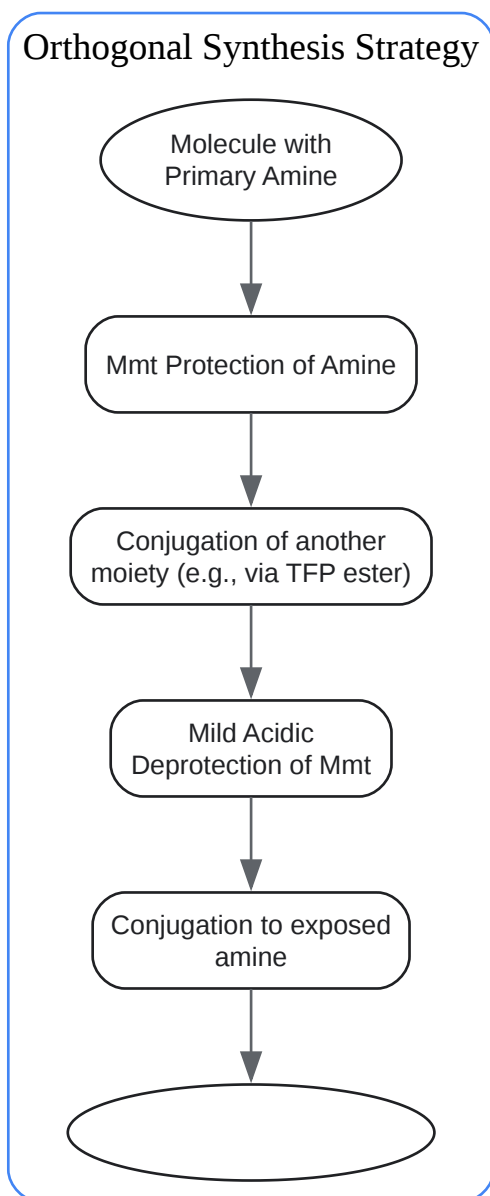 Orthogonal Synthesis Strategy
Molecule with
Primary Amine
Mmt Protection of Amine
Conjugation of another
moiety (e.g., via TFP ester)
Mild Acidic
Deprotection of Mmt
Conjugation to exposed
amine